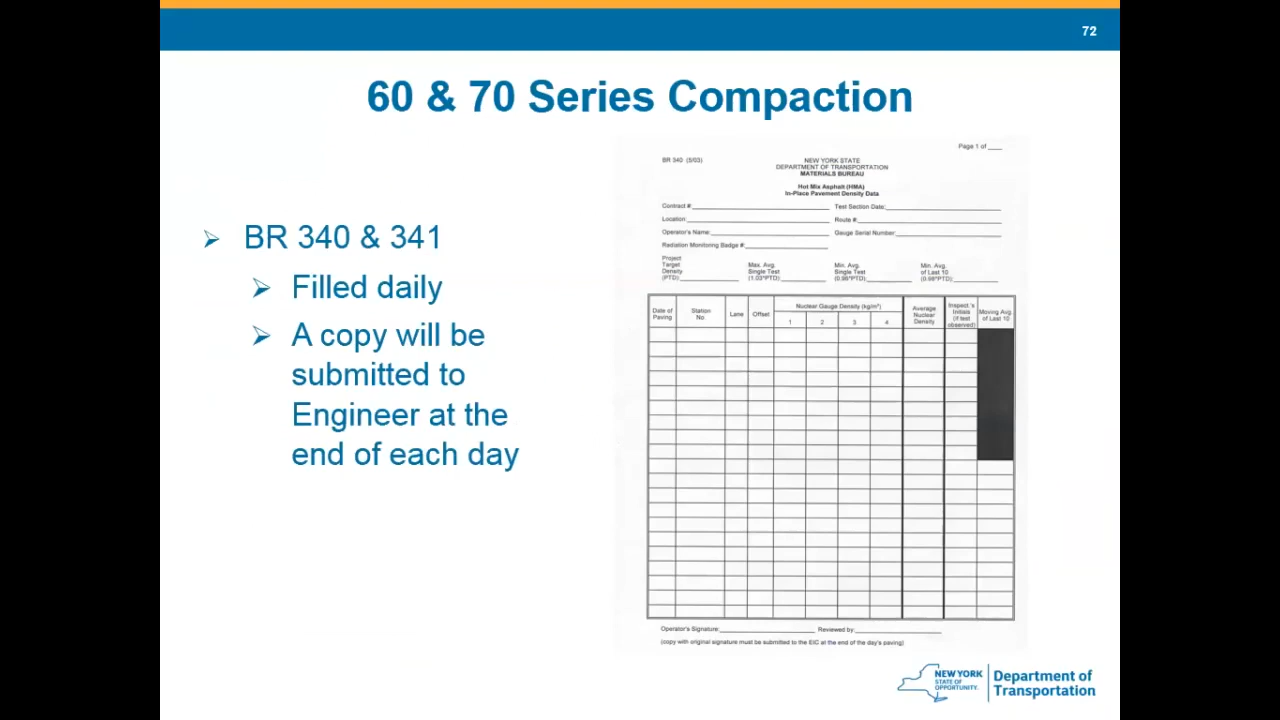 72
60 & 70 Series Compaction
BR 340 & 341
Filled daily
A copy will be
submitted to
Engineer at the
end of each day
Page 1 of ____
BR 340 (5/03)
NEW YORK STATE
DEPARTMENT OF TRANSPORTATION
MATERIALS BUREAU
Hot Mix Asphalt (HMA)
In-Place Pavement Density Data
Contract #: Test Section Date:
Location: Route #:
Operator's Name: Gauge Serial Number:
Radiation Monitoring Badge #:
Project
Target
Density
(PTD):
Max. Avg.
Single Test
(1.03*PTD):
Min. Avg.
Single Test
(0.96*PTD):
Min. Avg.
of Last 10
(0.98*PTD):
Date of
Paving
Station
No.
Lane
Offset
Nuclear Gauge Density (kg/m³)
1 2 3 4
Average
Nuclear
Density
Inspect.'s
Initials
(if test
observed)
Moving Avg.
of Last 10
Operator's Signature: Reviewed by:
(copy with original signature must be submitted to the EIC at the end of the day's paving)
NEW YORK
STATE OF
OPPORTUNITY.
Department of
Transportation